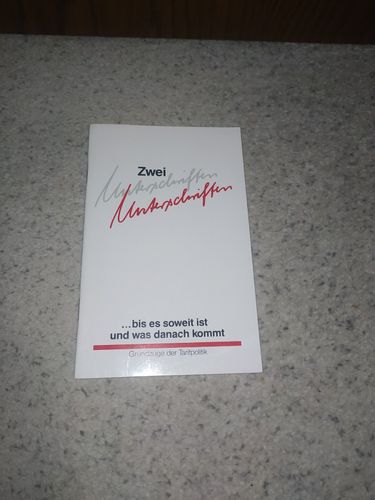 Zwei
Unterschriften
Unterschriften
...bis es soweit ist
und was danach kommt
Grundzüge der Tarifpolitik